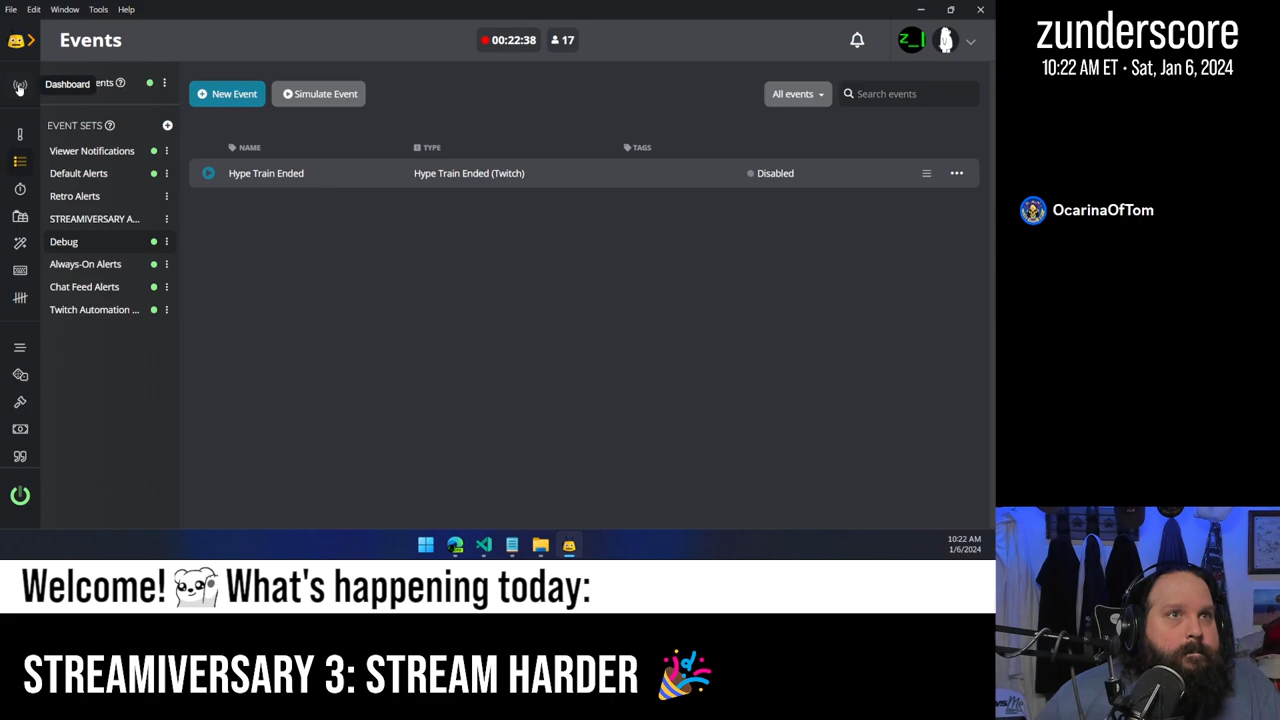 File Edit Window Tools Help
Events
00:22:38 17
Dashboard
ents
New Event
Simulate Event
All events
Search events
EVENT SETS
Viewer Notifications
Default Alerts
Retro Alerts
STREAMIVERSARY A...
Debug
Always-On Alerts
Chat Feed Alerts
Twitch Automation ...
NAME TYPE TAGS
Hype Train Ended Hype Train Ended (Twitch) Disabled
10:22 AM
1/6/2024
zunderscore
10:22 AM ET • Sat, Jan 6, 2024
OcarinaOfTom
Welcome! What's happening today:
STREAMIVERSARY 3: STREAM HARDER